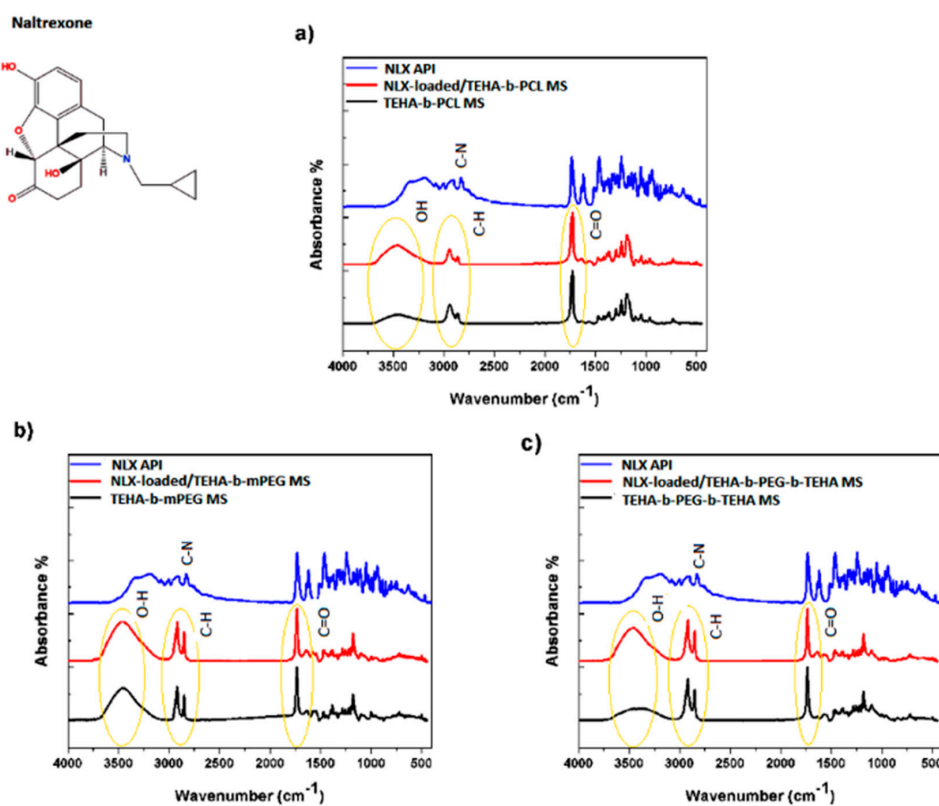 Naltrexone
HO
O
H
HO
H
N
O
a)
NLX API
NLX-loaded/TEHA-b-PCL MS
TEHA-b-PCL MS
C-N
OH
C-H
C=O
Absorbance %
4000 3500 3000 2500 2000 1500 1000 500
Wavenumber (cm-1)
b)
NLX API
NLX-loaded/TEHA-b-mPEG MS
TEHA-b-mPEG MS
C-N
O-H
C-H
C=O
Absorbance %
4000 3500 3000 2500 2000 1500 1000 500
Wavenumber (cm-1)
c)
NLX API
NLX-loaded/TEHA-b-PEG-b-TEHA MS
TEHA-b-PEG-b-TEHA MS
C-N
O-H
C-H
C=O
Absorbance %
4000 3500 3000 2500 2000 1500 1000 500
Wavenumber (cm-1)